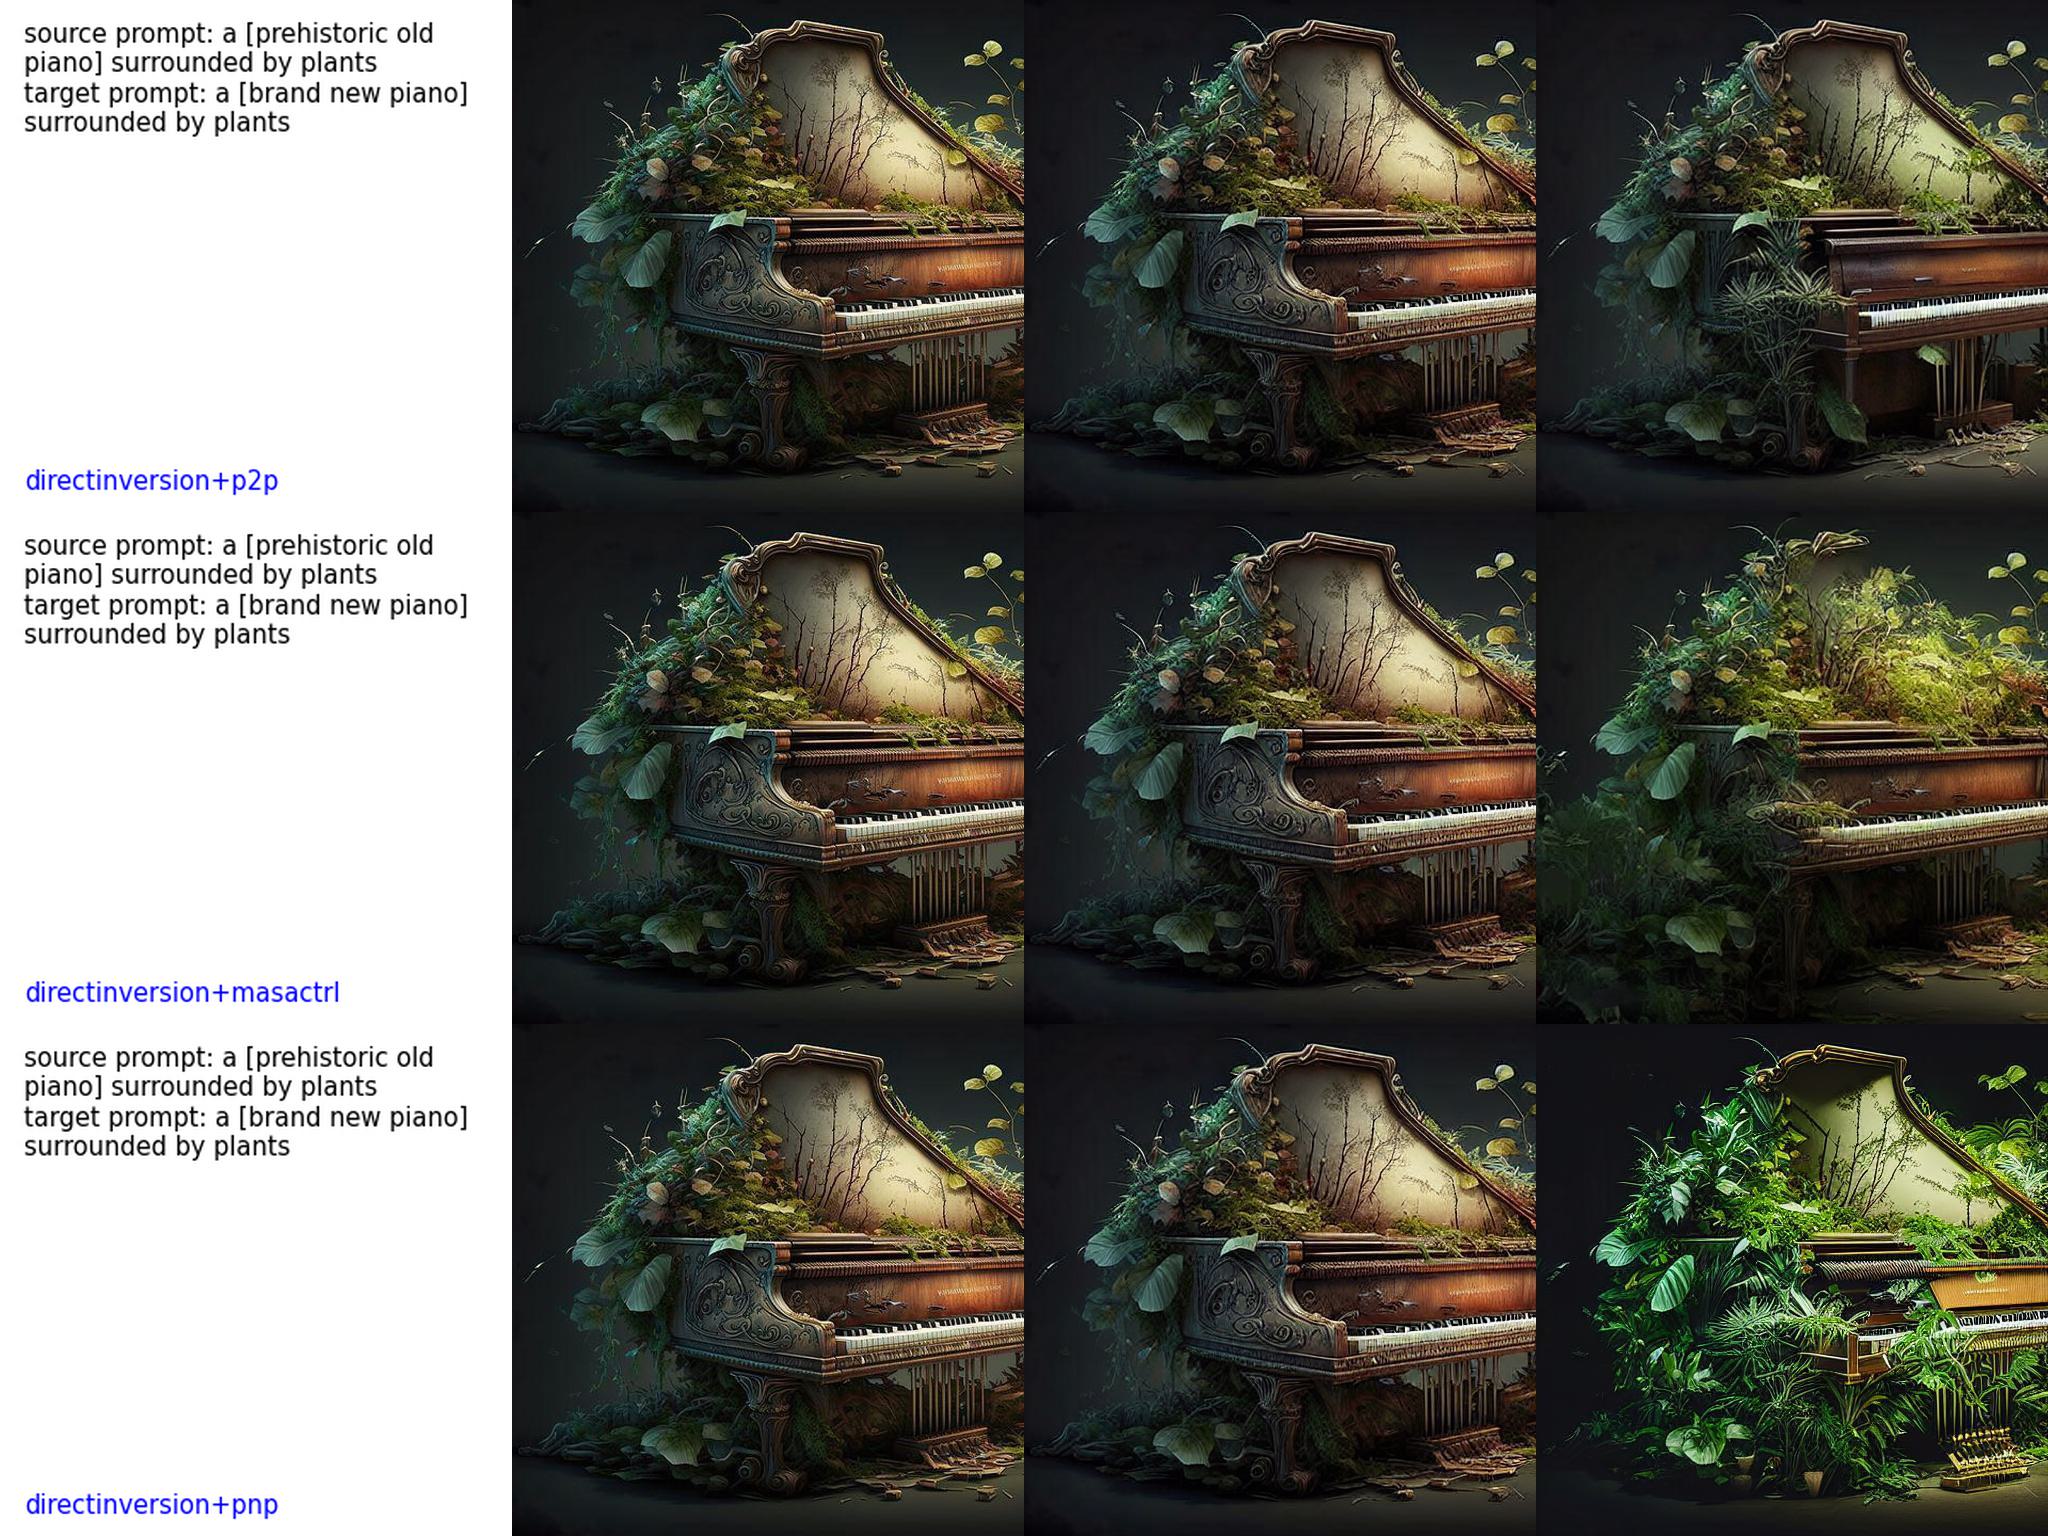 source prompt: a [prehistoric old
piano] surrounded by plants
target prompt: a [brand new piano]
surrounded by plants
directinversion+p2p
source prompt: a [prehistoric old
piano] surrounded by plants
target prompt: a [brand new piano]
surrounded by plants
directinversion+masactrl
source prompt: a [prehistoric old
piano] surrounded by plants
target prompt: a [brand new piano]
surrounded by plants
directinversion+pnp